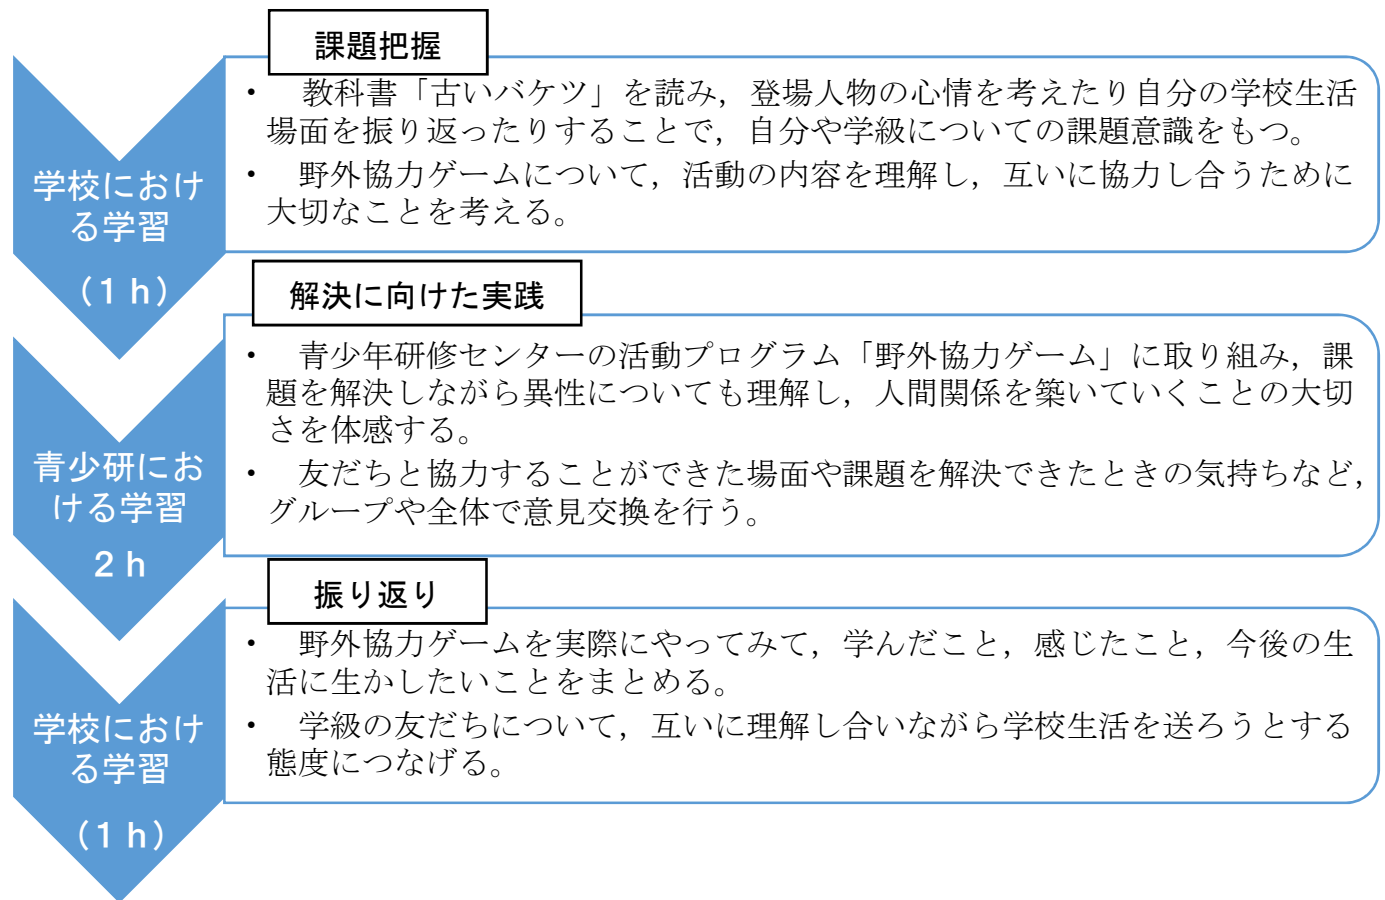 課題把握
・　教科書「古いバケツ」を読み，登場人物の心情を考えたり自分の学校生活
場面を振り返ったりすることで，自分や学級についての課題意識をもつ。
・　野外協力ゲームについて，活動の内容を理解し，互いに協力し合うために
大切なことを考える。
学校におけ
る学習
（１ｈ）
解決に向けた実践
・　青少年研修センターの活動プログラム「野外協力ゲーム」に取り組み，課
題を解決しながら異性についても理解し，人間関係を築いていくことの大切
さを体感する。
・　友だちと協力することができた場面や課題を解決できたときの気持ちなど，
グループや全体で意見交換を行う。
青少研にお
ける学習
２ｈ
振り返り
・　野外協力ゲームを実際にやってみて，学んだこと，感じたこと，今後の生
活に生かしたいことをまとめる。
・　学級の友だちについて，互いに理解し合いながら学校生活を送ろうとする
態度につなげる。
学校におけ
る学習
（１ｈ）